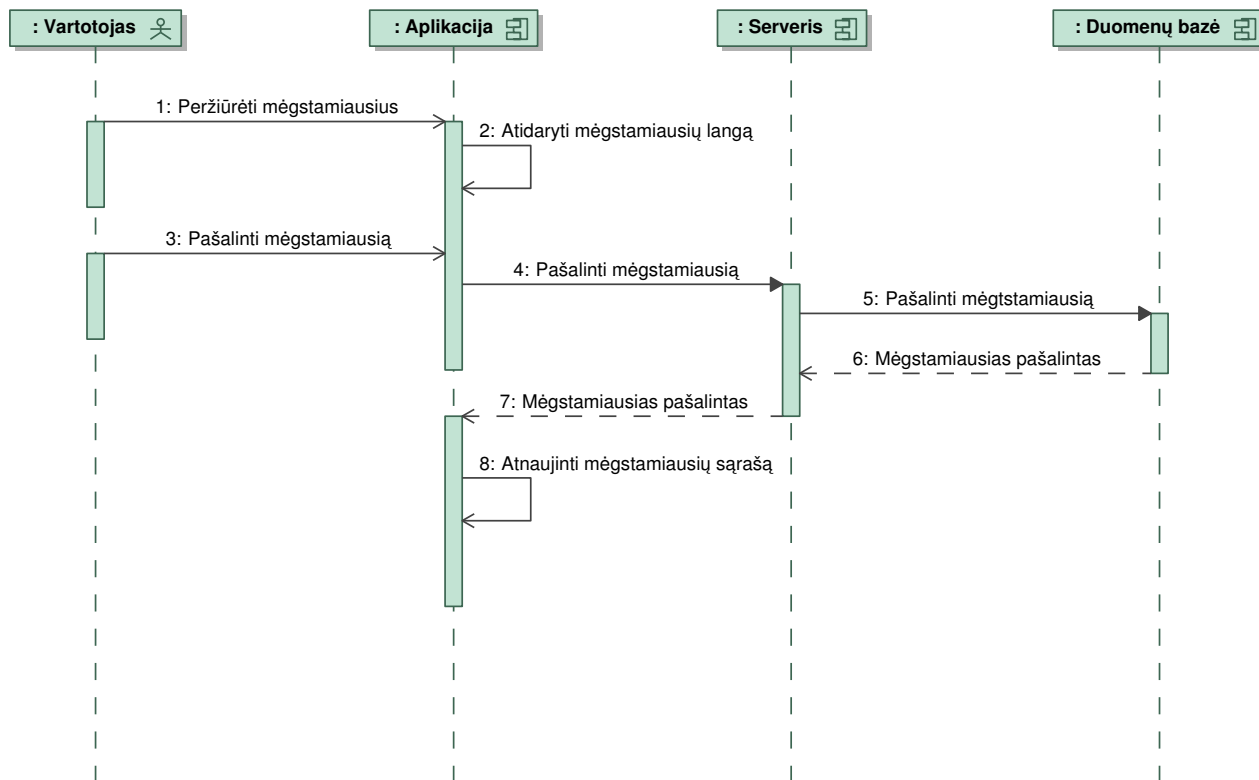 : Vartotojas
: Aplikacija
: Serveris
: Duomenų bazė
1: Peržiūrėti mėgstamiausius
2: Atidaryti mėgstamiausių langą
3: Pašalinti mėgstamiausią
4: Pašalinti mėgstamiausią
5: Pašalinti mėgtstamiausią
6: Mėgstamiausias pašalintas
7: Mėgstamiausias pašalintas
8: Atnaujinti mėgstamiausių sąrašą